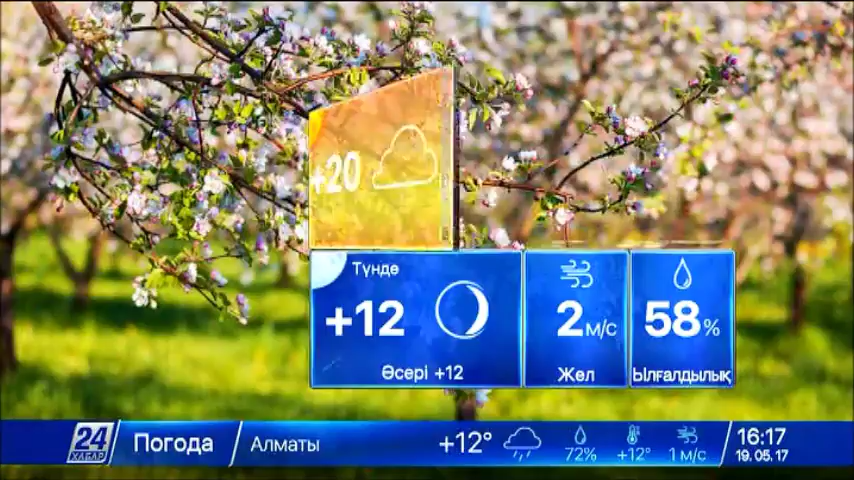 +20
Түнде
+12
Әсері +12
2 м/с
Жел
58 %
Ылғалдылық
24 ХАБАР Погода Алматы +12° 72% +12° 1 м/с 16:17 19.05.17